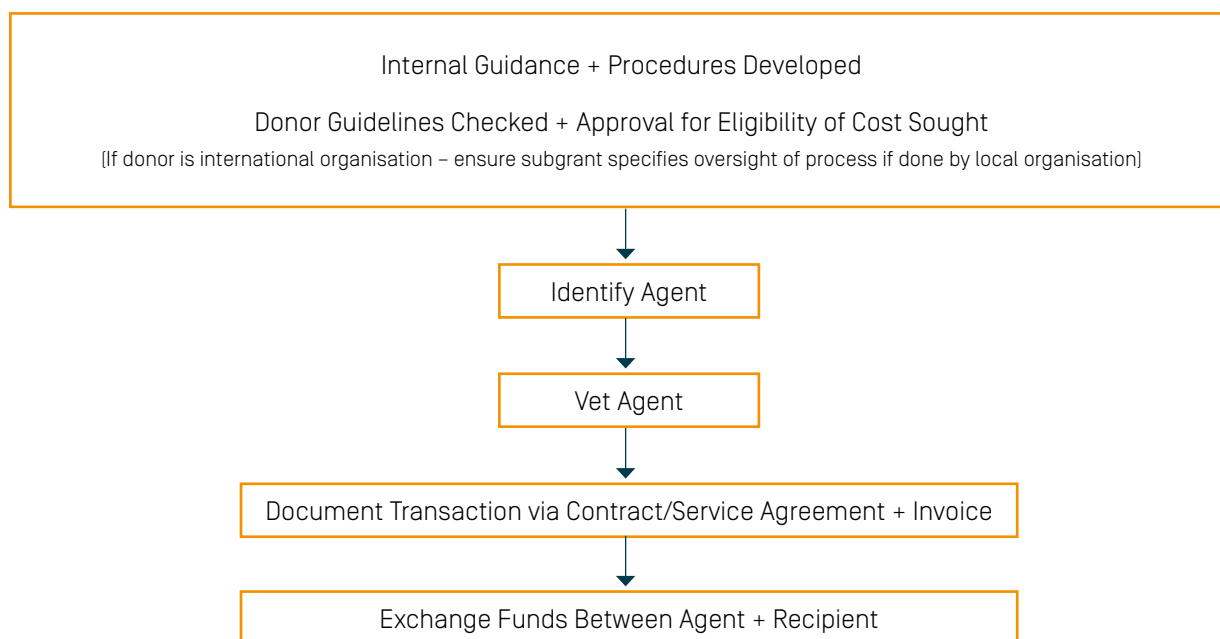 Internal Guidance + Procedures Developed
Donor Guidelines Checked + Approval for Eligibility of Cost Sought
(If donor is international organisation – ensure subgrant specifies oversight of process if done by local organisation)
Identify Agent
Vet Agent
Document Transaction via Contract/Service Agreement + Invoice
Exchange Funds Between Agent + Recipient